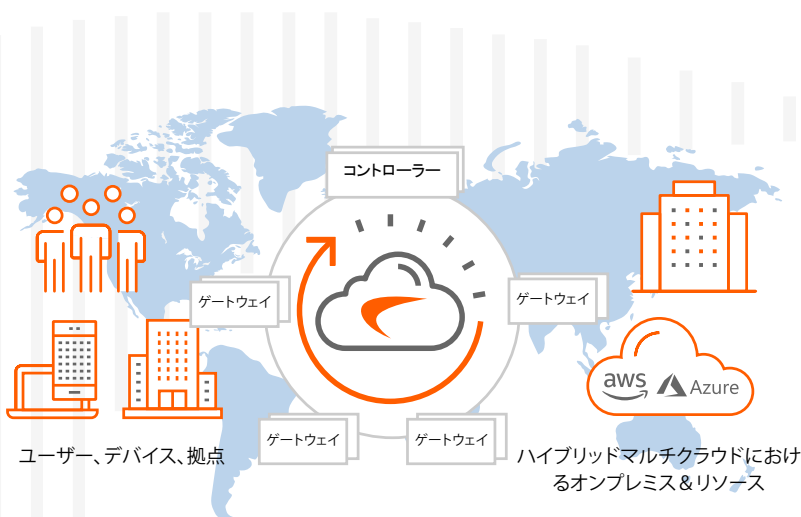 コントローラー
ゲートウェイ
ゲートウェイ
aws
Azure
ゲートウェイ
ゲートウェイ
ユーザー、デバイス、拠点
ハイブリッドマルチクラウドにおけ
るオンプレミス＆リソース